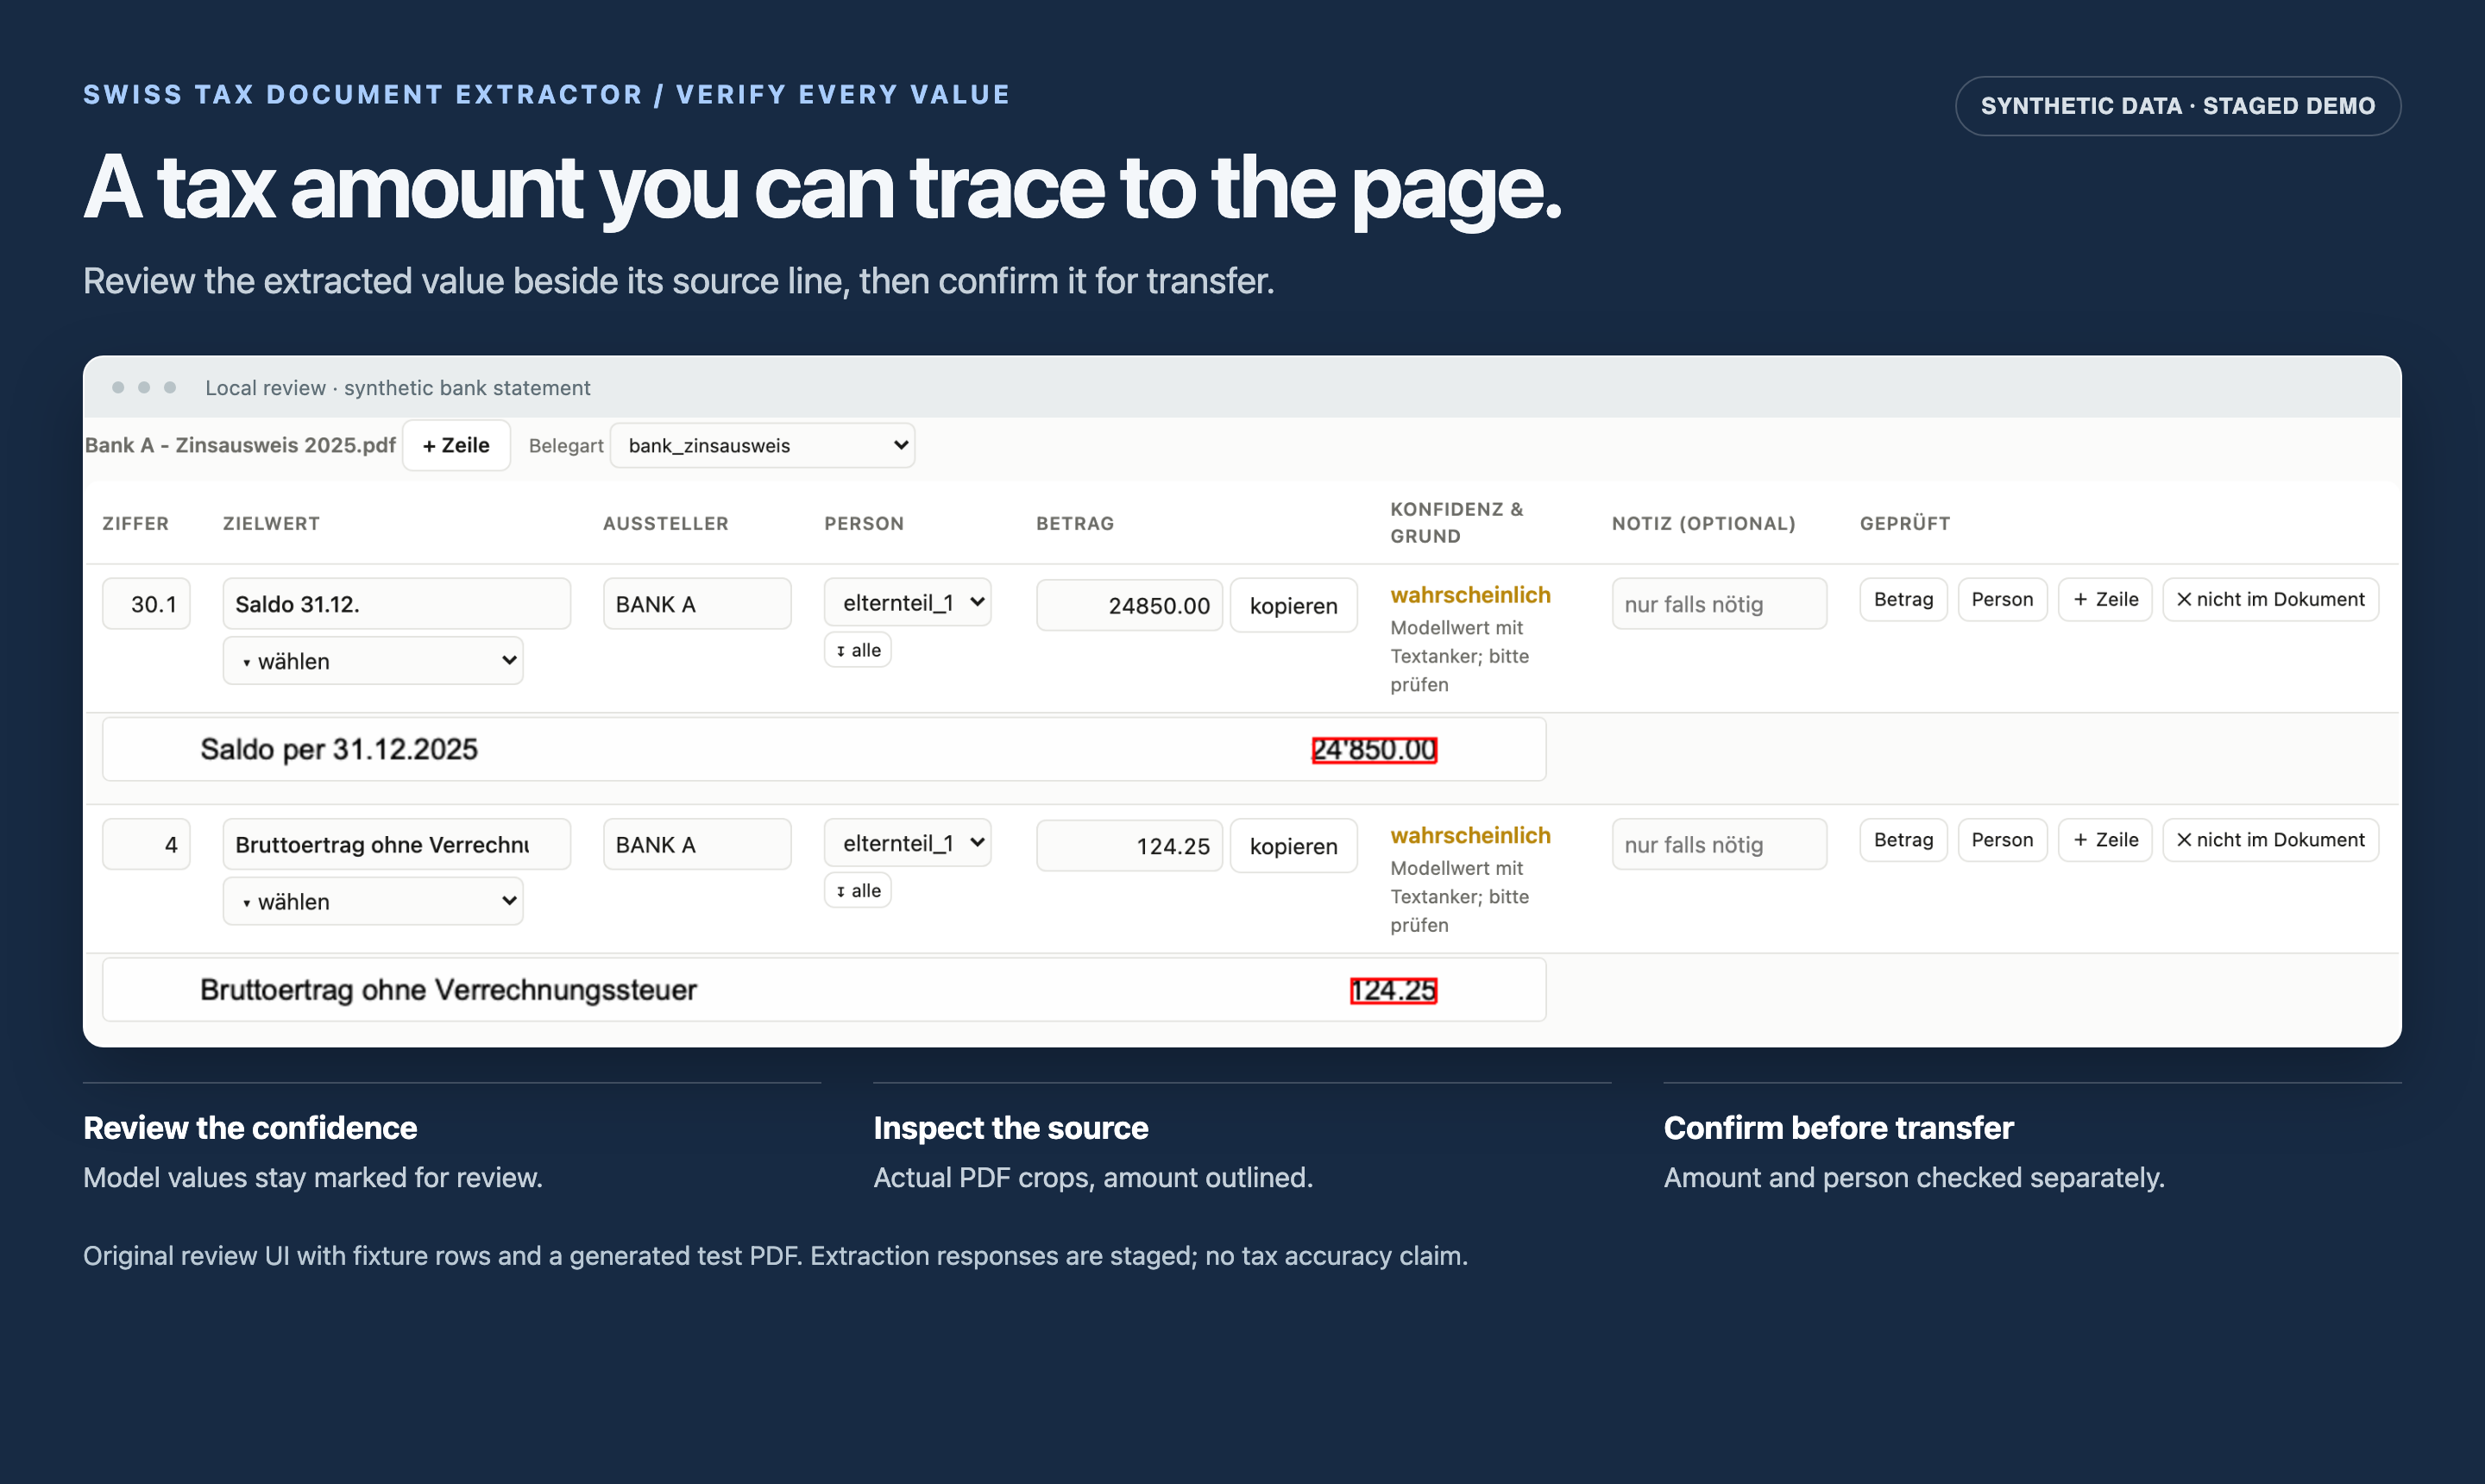 SWISS TAX DOCUMENT EXTRACTOR / VERIFY EVERY VALUE
SYNTHETIC DATA · STAGED DEMO
A tax amount you can trace to the page.
Review the extracted value beside its source line, then confirm it for transfer.
Local review · synthetic bank statement
Bank A - Zinsausweis 2025.pdf + Zeile Belegart bank_zinsausweis
ZIFFER ZIELWERT AUSSTELLER PERSON BETRAG KONFIDENZ & GRUND NOTIZ (OPTIONAL) GEPRÜFT
30.1 Saldo 31.12. BANK A elternteil_1 24850.00 kopieren wahrscheinlich nur falls nötig Betrag Person + Zeile × nicht im Dokument
▾ wählen ↧ alle Modellwert mit
Textanker; bitte
prüfen
Saldo per 31.12.2025 24'850.00
4 Bruttoertrag ohne Verrechnu BANK A elternteil_1 124.25 kopieren wahrscheinlich nur falls nötig Betrag Person + Zeile × nicht im Dokument
▾ wählen ↧ alle Modellwert mit
Textanker; bitte
prüfen
Bruttoertrag ohne Verrechnungssteuer 124.25
Review the confidence
Model values stay marked for review.
Inspect the source
Actual PDF crops, amount outlined.
Confirm before transfer
Amount and person checked separately.
Original review UI with fixture rows and a generated test PDF. Extraction responses are staged; no tax accuracy claim.